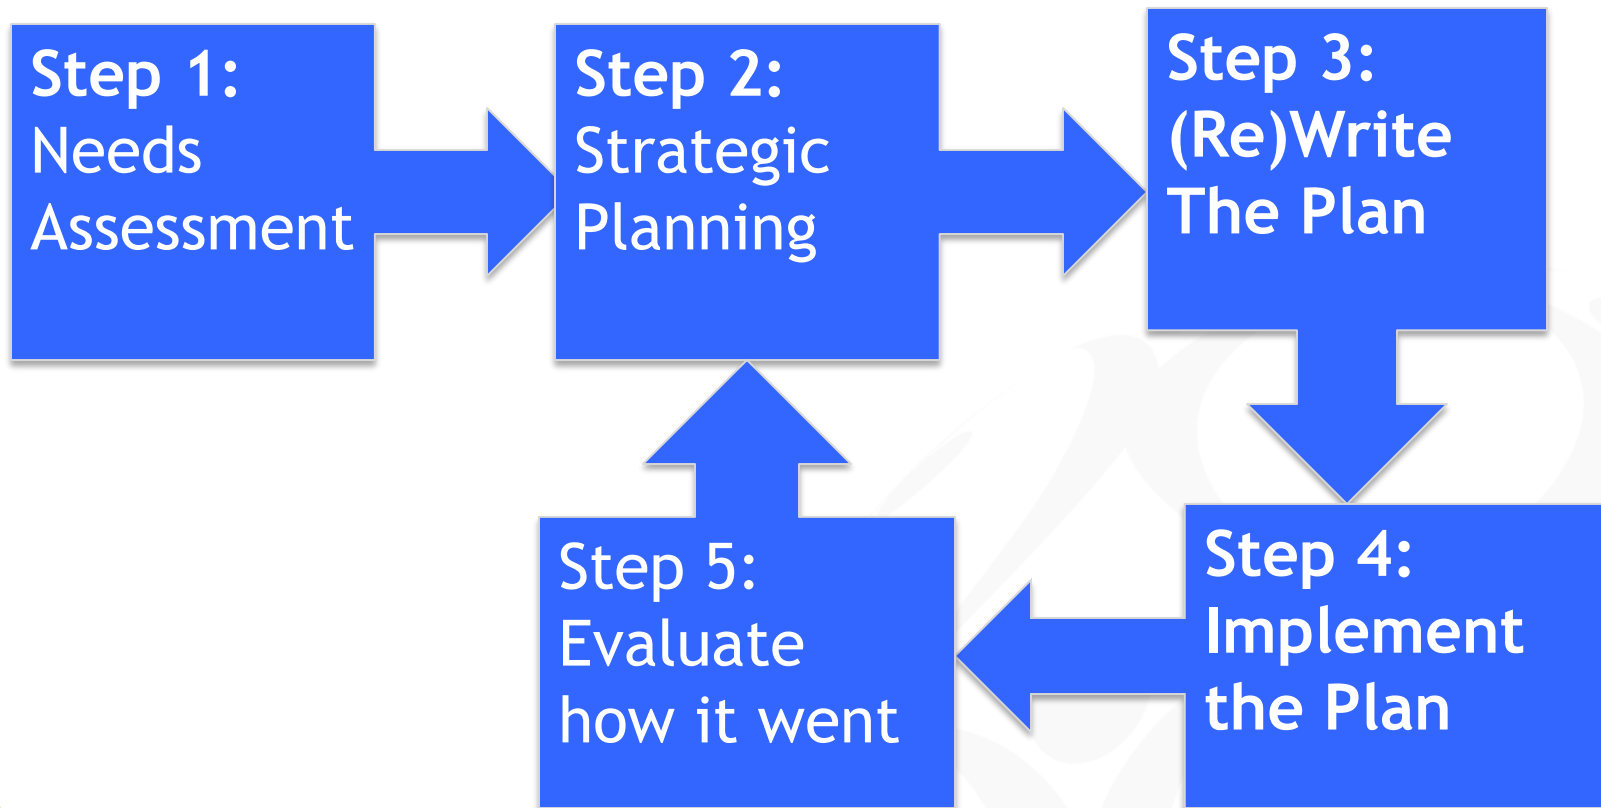 Step 1:
Needs
Assessment
Step 2:
Strategic
Planning
Step 3:
(Re)Write
The Plan
Step 4:
Implement
the Plan
Step 5:
Evaluate
how it went